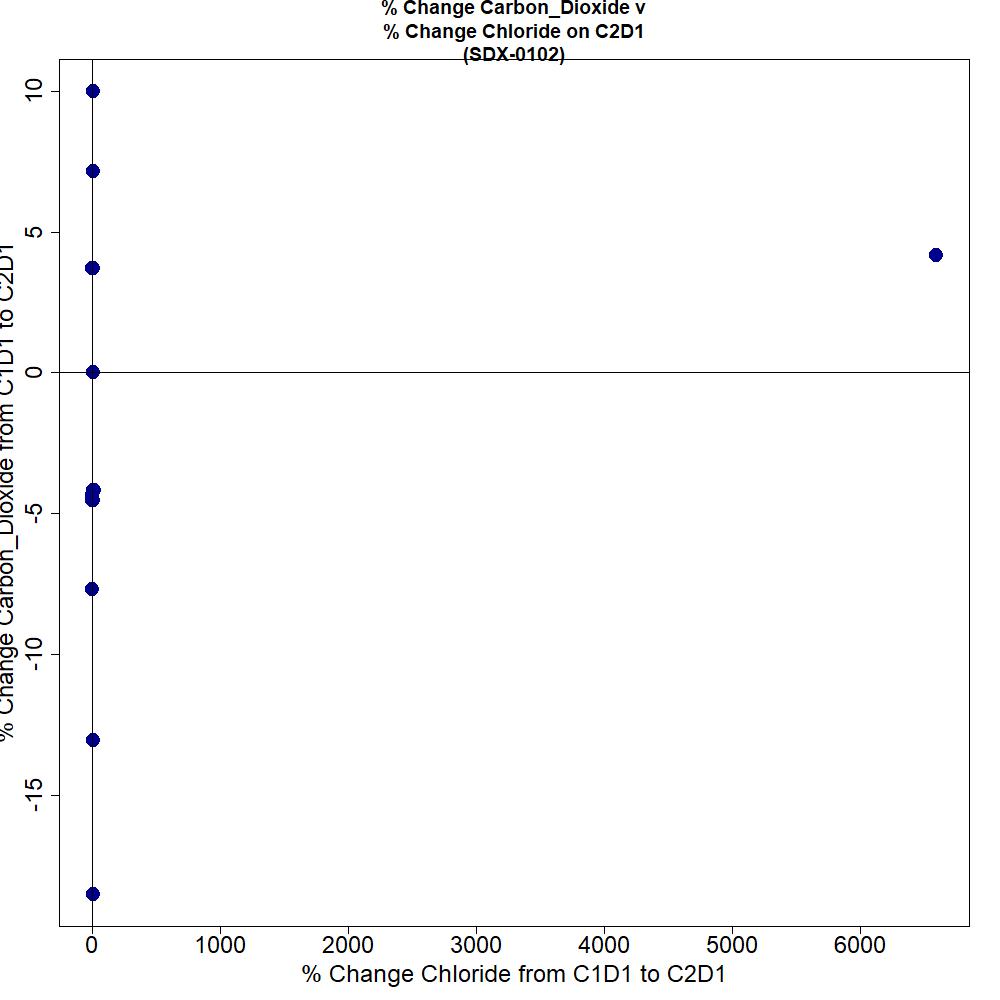 % Change Carbon_Dioxide v
% Change Chloride on C2D1
(SDX-0102)
% Change Carbon_Dioxide from C1D1 to C2D1
10
5
0
-5
-10
-15
0
1000
2000
3000
4000
5000
6000
% Change Chloride from C1D1 to C2D1